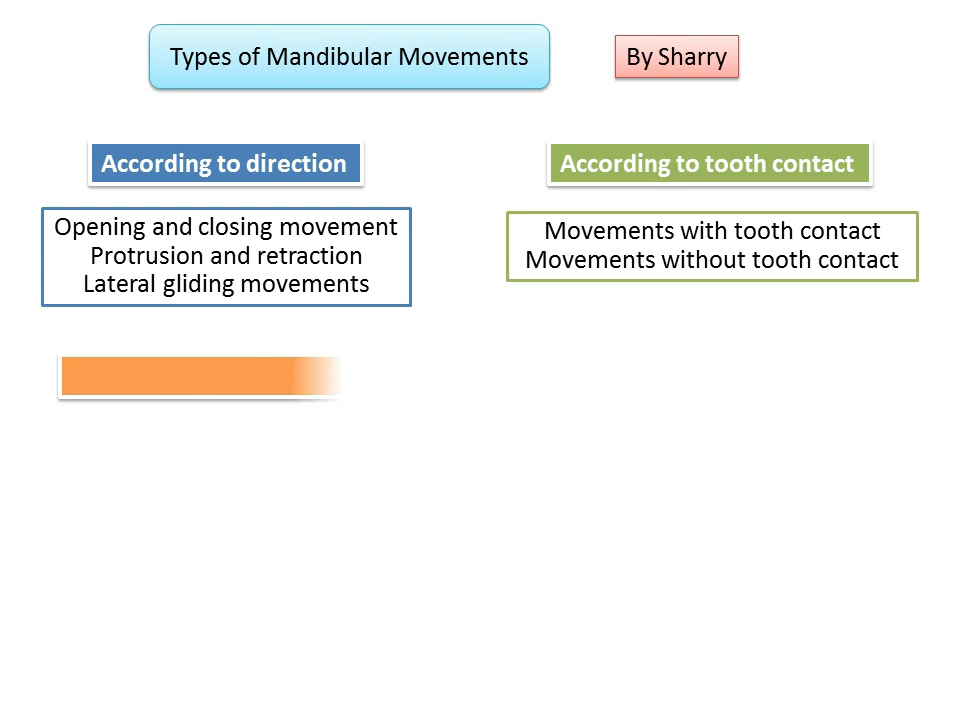 Types of Mandibular Movements
By Sharry
According to direction
Opening and closing movement
Protrusion and retraction
Lateral gliding movements
According to tooth contact
Movements with tooth contact
Movements without tooth contact